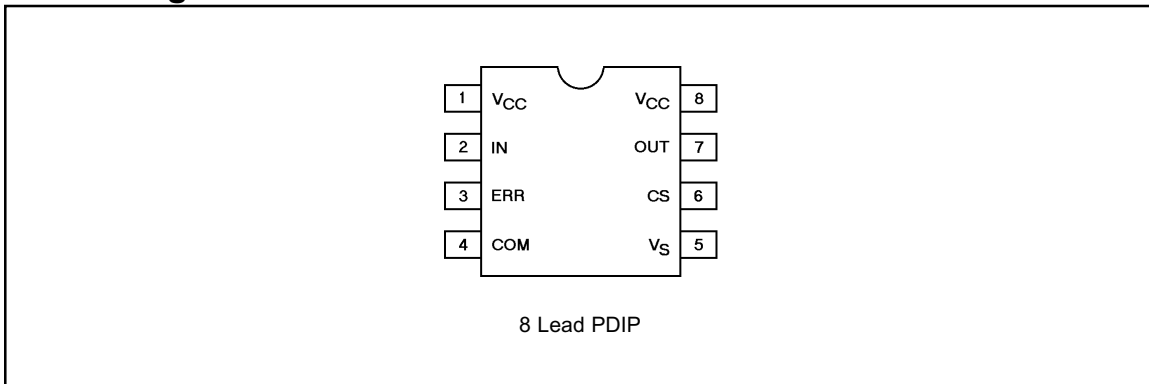 1 VCC VCC 8
2 IN OUT 7
3 ERR CS 6
4 COM VS 5
8 Lead PDIP